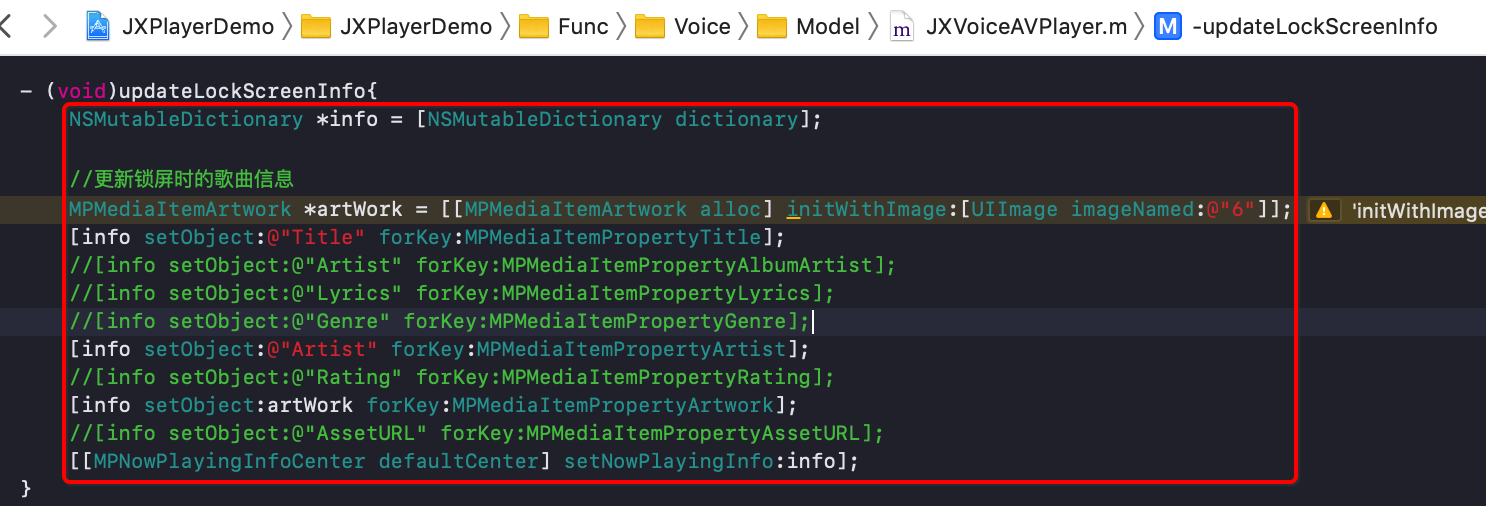 JXPlayerDemo JXPlayerDemo Func Voice Model m JXVoiceAVPlayer.m M -updateLockScreenInfo
- (void)updateLockScreenInfo{
NSMutableDictionary *info = [NSMutableDictionary dictionary];
//更新锁屏时的歌曲信息
MPMediaItemArtwork *artWork = [[MPMediaItemArtwork alloc] initWithImage:[UIImage imageNamed:@"6"]]; 'initWithImage
[info setObject:@"Title" forKey:MPMediaItemPropertyTitle];
//[info setObject:@"Artist" forKey:MPMediaItemPropertyAlbumArtist];
//[info setObject:@"Lyrics" forKey:MPMediaItemPropertyLyrics];
//[info setObject:@"Genre" forKey:MPMediaItemPropertyGenre];
[info setObject:@"Artist" forKey:MPMediaItemPropertyArtist];
//[info setObject:@"Rating" forKey:MPMediaItemPropertyRating];
[info setObject:artWork forKey:MPMediaItemPropertyArtwork];
//[info setObject:@"AssetURL" forKey:MPMediaItemPropertyAssetURL];
[[MPNowPlayingInfoCenter defaultCenter] setNowPlayingInfo:info];
}